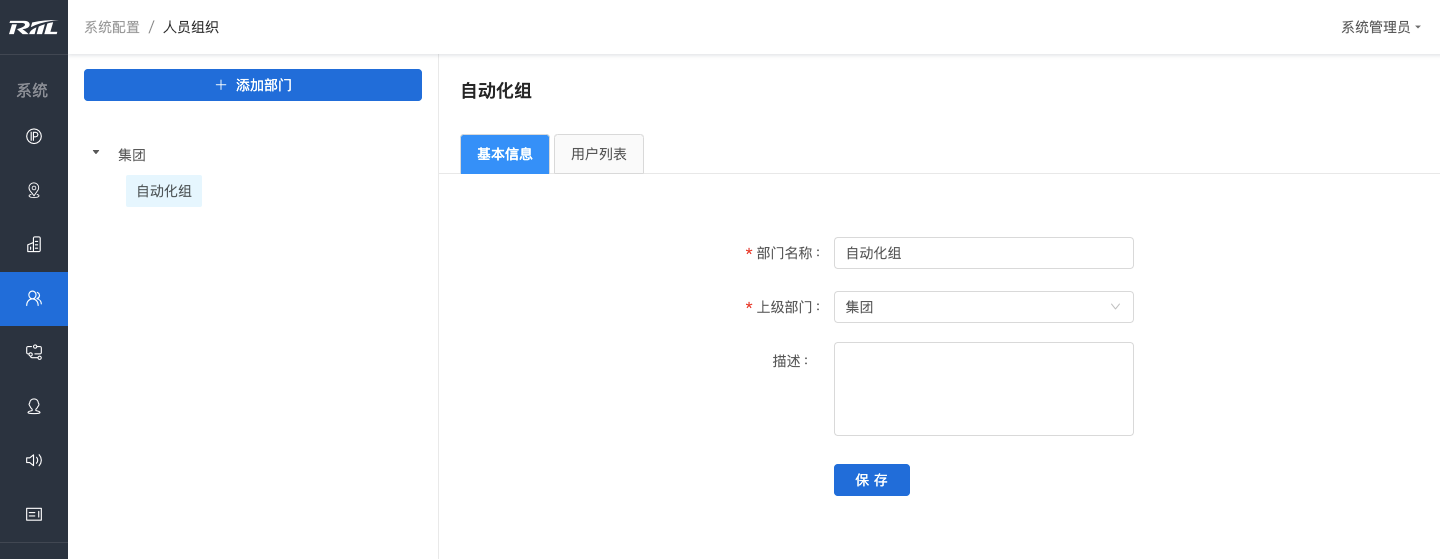 RIIL
系统配置 / 人员组织
系统管理员
系统
添加部门
集团
自动化组
自动化组
基本信息
用户列表
* 部门名称：
自动化组
* 上级部门：
集团
描述：
保 存